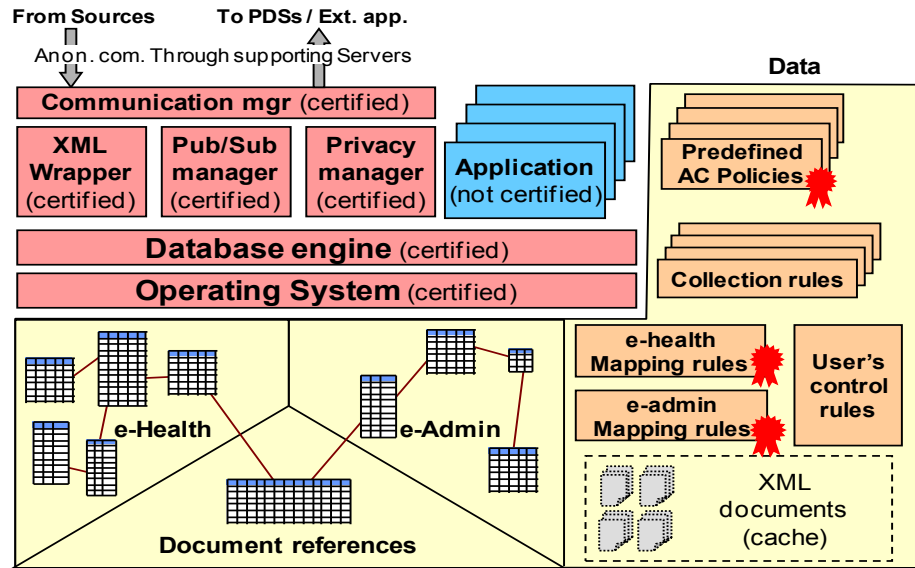 From Sources
To PDSs / Ext. app.
Anon. com. Through supporting Servers
Data
Communication mgr (certified)
XML
Wrapper
(certified)
Pub/Sub
manager
(certified)
Privacy
manager
(certified)
Application
(not certified)
Predefined
AC Policies
Database engine (certified)
Operating System (certified)
Collection rules
e-health
Mapping rules
e-admin
Mapping rules
User's
control
rules
e-Health
e-Admin
Document references
XML
documents
(cache)